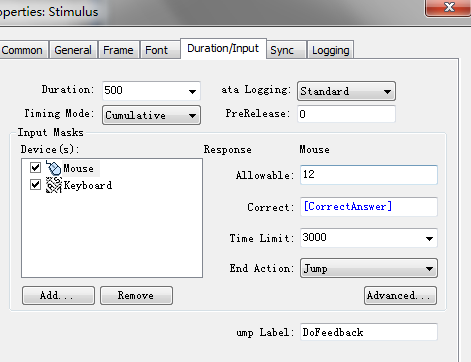 operties: Stimulus
Common General Frame Font Duration/Input Sync Logging
Duration: 500 ata Logging: Standard
Timing Mode: Cumulative PreRelease: 0
Input Masks
Device(s): Response Mouse
Mouse
Keyboard
Allowable: 12
Correct: [CorrectAnswer]
Time Limit: 3000
End Action: Jump
Add... Remove Advanced...
ump Label: DoFeedback